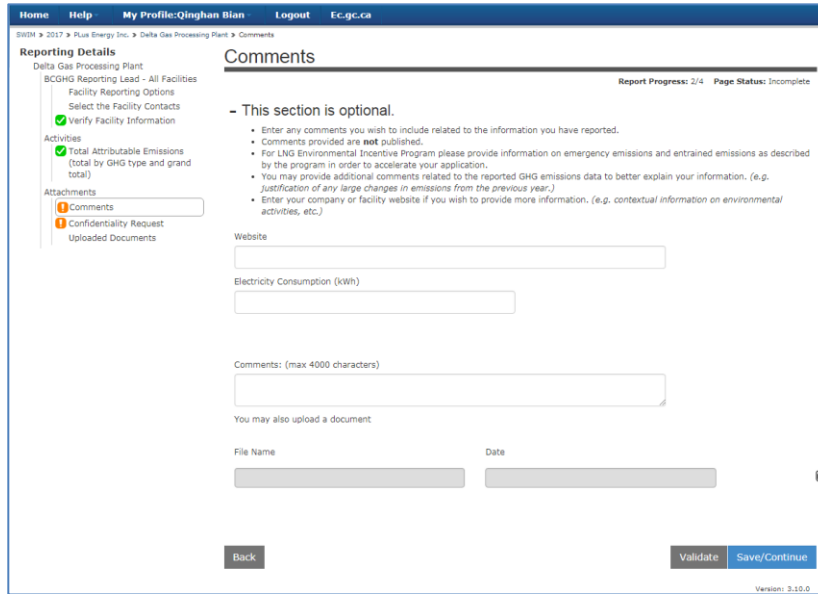 Home Help My Profile:Qinghan Bian Logout Ec.gc.ca
SWIM > 2017 > PLus Energy Inc. > Delta Gas Processing Plant > Comments
Reporting Details
Delta Gas Processing Plant
BCGHG Reporting Lead - All Facilities
Facility Reporting Options
Select the Facility Contacts
Verify Facility Information
Activities
Total Attributable Emissions
(total by GHG type and grand
total)
Attachments
Comments
Confidentiality Request
Uploaded Documents
Comments
Report Progress: 2/4 Page Status: Incomplete
– This section is optional.
• Enter any comments you wish to include related to the information you have reported.
• Comments provided are not published.
• For LNG Environmental Incentive Program please provide information on emergency emissions and entrained emissions as described
by the program in order to accelerate your application.
• You may provide additional comments related to the reported GHG emissions data to better explain your information. (e.g.
justification of any large changes in emissions from the previous year.)
• Enter your company or facility website if you wish to provide more information. (e.g. contextual information on environmental
activities, etc.)
Website
Electricity Consumption (kWh)
Comments: (max 4000 characters)
You may also upload a document
File Name Date
Back Validate Save/Continue
Version: 3.10.0